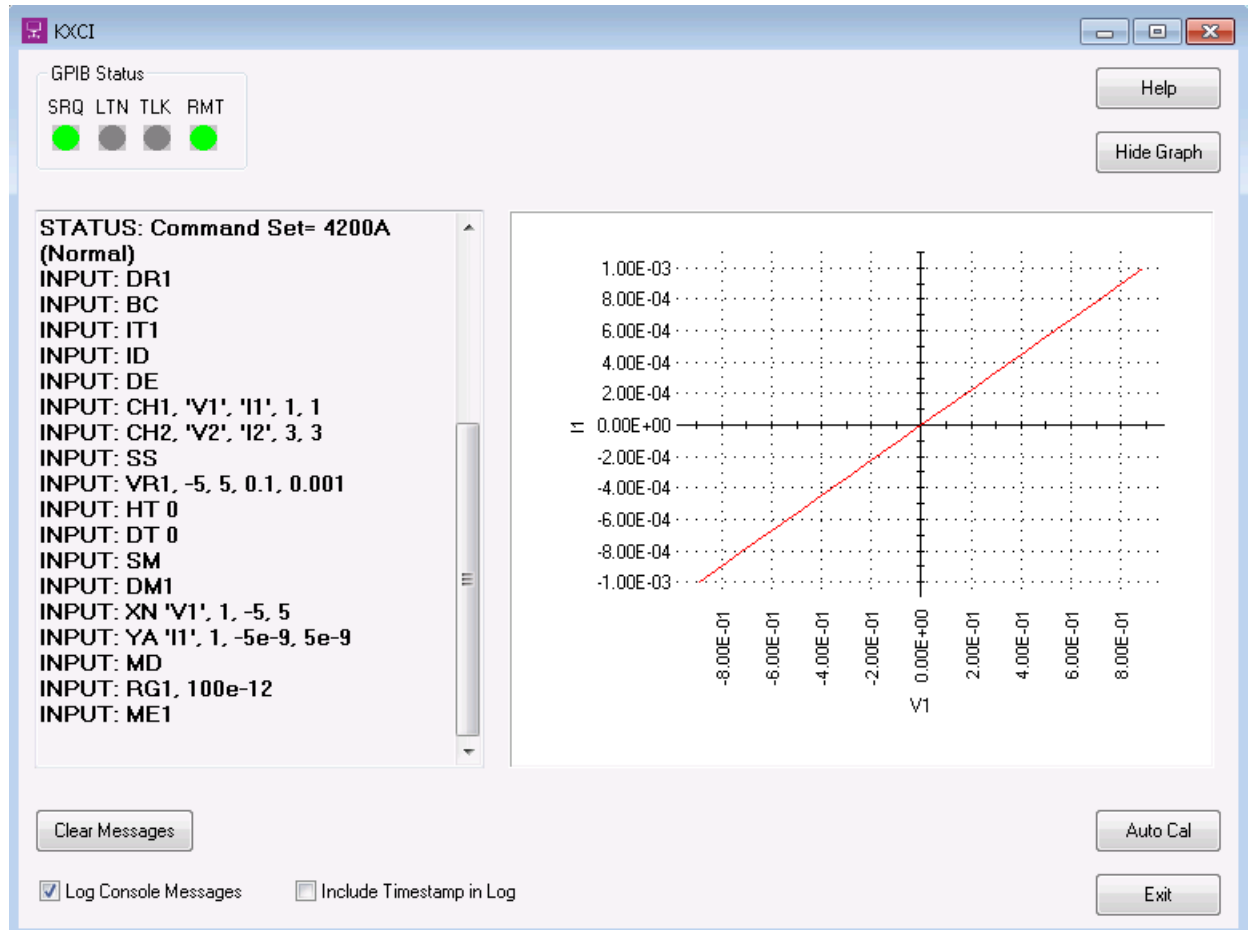 KXCI
GPIB Status
SRQ LTN TLK RMT
Help
Hide Graph
STATUS: Command Set= 4200A
(Normal)
INPUT: DR1
INPUT: BC
INPUT: IT1
INPUT: ID
INPUT: DE
INPUT: CH1, 'V1', 'I1', 1, 1
INPUT: CH2, 'V2', 'I2', 3, 3
INPUT: SS
INPUT: VR1, -5, 5, 0.1, 0.001
INPUT: HT 0
INPUT: DT 0
INPUT: SM
INPUT: DM1
INPUT: XN 'V1', 1, -5, 5
INPUT: YA 'I1', 1, -5e-9, 5e-9
INPUT: MD
INPUT: RG1, 100e-12
INPUT: ME1
1.00E-03
8.00E-04
6.00E-04
4.00E-04
2.00E-04
0.00E+00
-2.00E-04
-4.00E-04
-6.00E-04
-8.00E-04
-1.00E-03
I1
-8.00E-01
-6.00E-01
-4.00E-01
-2.00E-01
0.00E+00
2.00E-01
4.00E-01
6.00E-01
8.00E-01
V1
Clear Messages
Auto Cal
Log Console Messages
Include Timestamp in Log
Exit